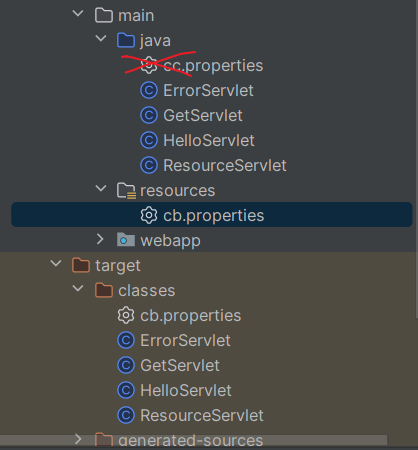 main
java
cc.properties
ErrorServlet
GetServlet
HelloServlet
ResourceServlet
resources
cb.properties
webapp
target
classes
cb.properties
ErrorServlet
GetServlet
HelloServlet
ResourceServlet
generated-sources